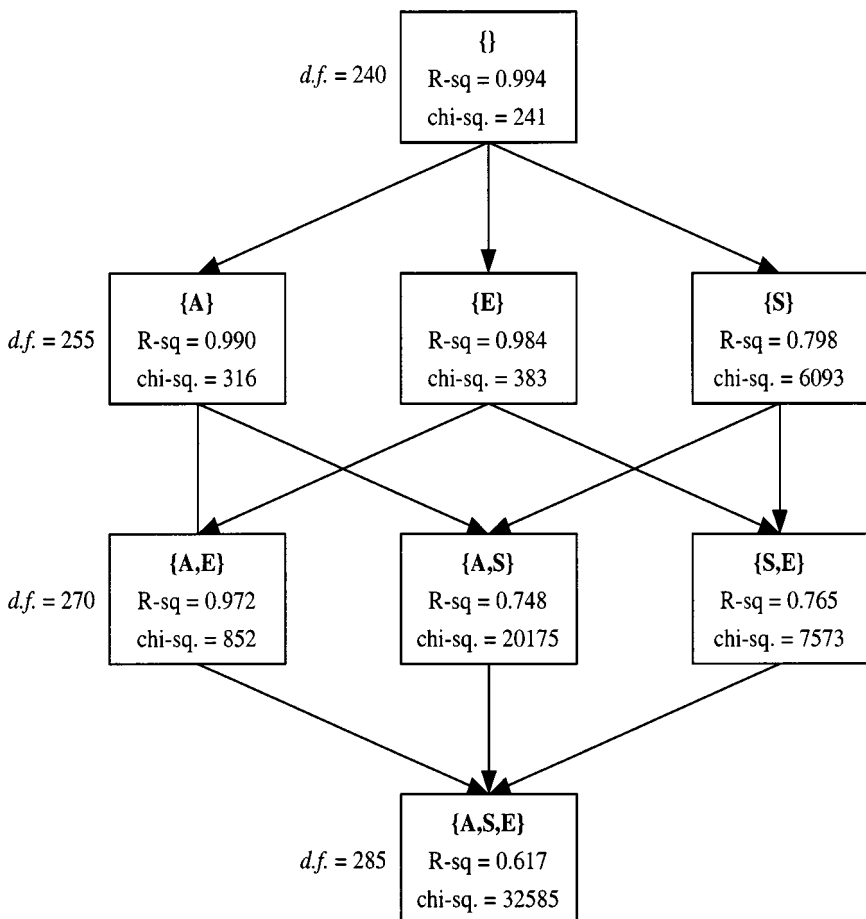 {}
d.f. = 240
R-sq = 0.994
chi-sq. = 241
{A}
d.f. = 255
R-sq = 0.990
chi-sq. = 316
{E}
R-sq = 0.984
chi-sq. = 383
{S}
R-sq = 0.798
chi-sq. = 6093
{A,E}
d.f. = 270
R-sq = 0.972
chi-sq. = 852
{A,S}
R-sq = 0.748
chi-sq. = 20175
{S,E}
R-sq = 0.765
chi-sq. = 7573
{A,S,E}
d.f. = 285
R-sq = 0.617
chi-sq. = 32585